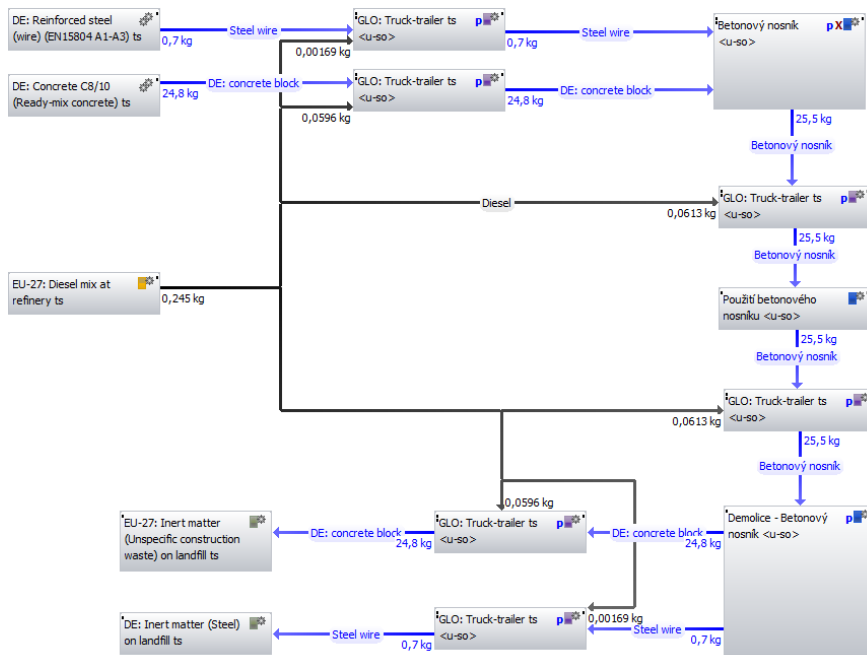 DE: Reinforced steel
(wire) (EN15804 A1-A3) ts
Steel wire
0,7 kg
GLO: Truck-trailer ts
p
<u-so>
0,00169 kg
Steel wire
0,7 kg
Betonový nosník
pX
<u-so>
DE: Concrete C8/10
(Ready-mix concrete) ts
DE: concrete block
24,8 kg
GLO: Truck-trailer ts
p
<u-so>
0,0596 kg
DE: concrete block
24,8 kg
25,5 kg
Betonový nosník
Diesel
0,0613 kg
GLO: Truck-trailer ts
p
<u-so>
25,5 kg
Betonový nosník
EU-27: Diesel mix at
refinery ts
0,245 kg
Použití betonového
nosníku <u-so>
25,5 kg
Betonový nosník
0,0613 kg
GLO: Truck-trailer ts
p
<u-so>
25,5 kg
Betonový nosník
0,0596 kg
EU-27: Inert matter
(Unspecific construction
waste) on landfill ts
DE: concrete block
24,8 kg
GLO: Truck-trailer ts
p
<u-so>
DE: concrete block
24,8 kg
Demolice - Betonový
p
nosník <u-so>
DE: Inert matter (Steel)
on landfill ts
Steel wire
0,7 kg
GLO: Truck-trailer ts
p
<u-so>
0,00169 kg
Steel wire
0,7 kg